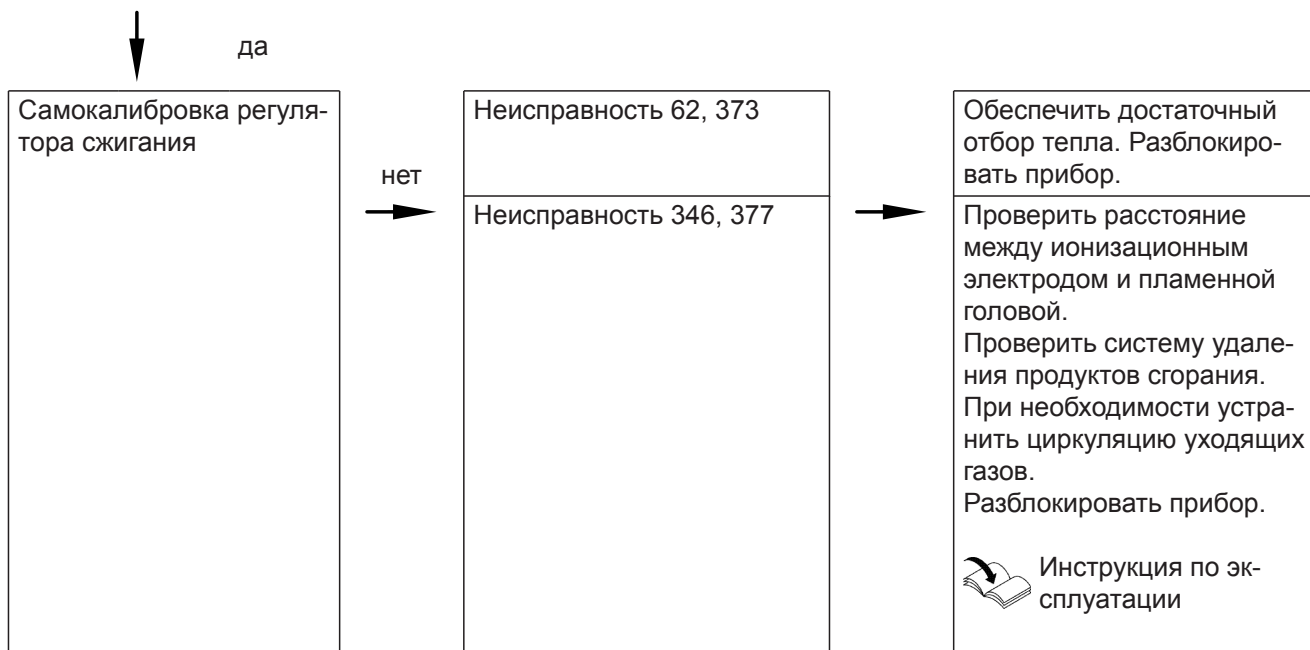 да
Самокалибровка регуля-
тора сжигания
нет
Неисправность 62, 373
Обеспечить достаточный
отбор тепла. Разблокиро-
вать прибор.
Неисправность 346, 377
Проверить расстояние
между ионизационным
электродом и пламенной
головой.
Проверить систему удале-
ния продуктов сгорания.
При необходимости устра-
нить циркуляцию уходящих
газов.
Разблокировать прибор.
Инструкция по эк-
сплуатации